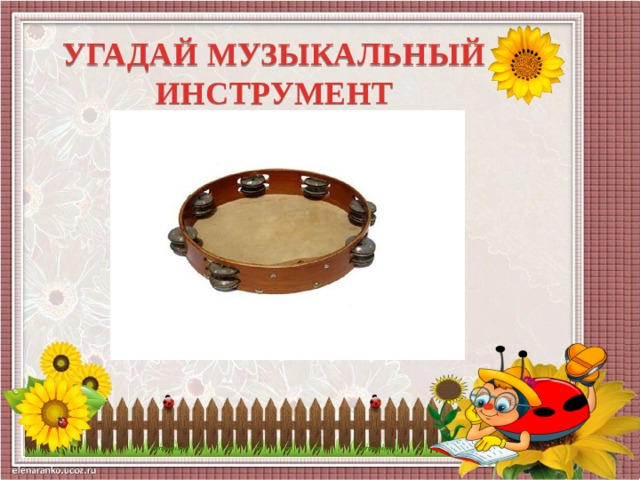 УГАДАЙ МУЗЫКАЛЬНЫЙ
ИНСТРУМЕНТ
elenaranko.ucoz.ru